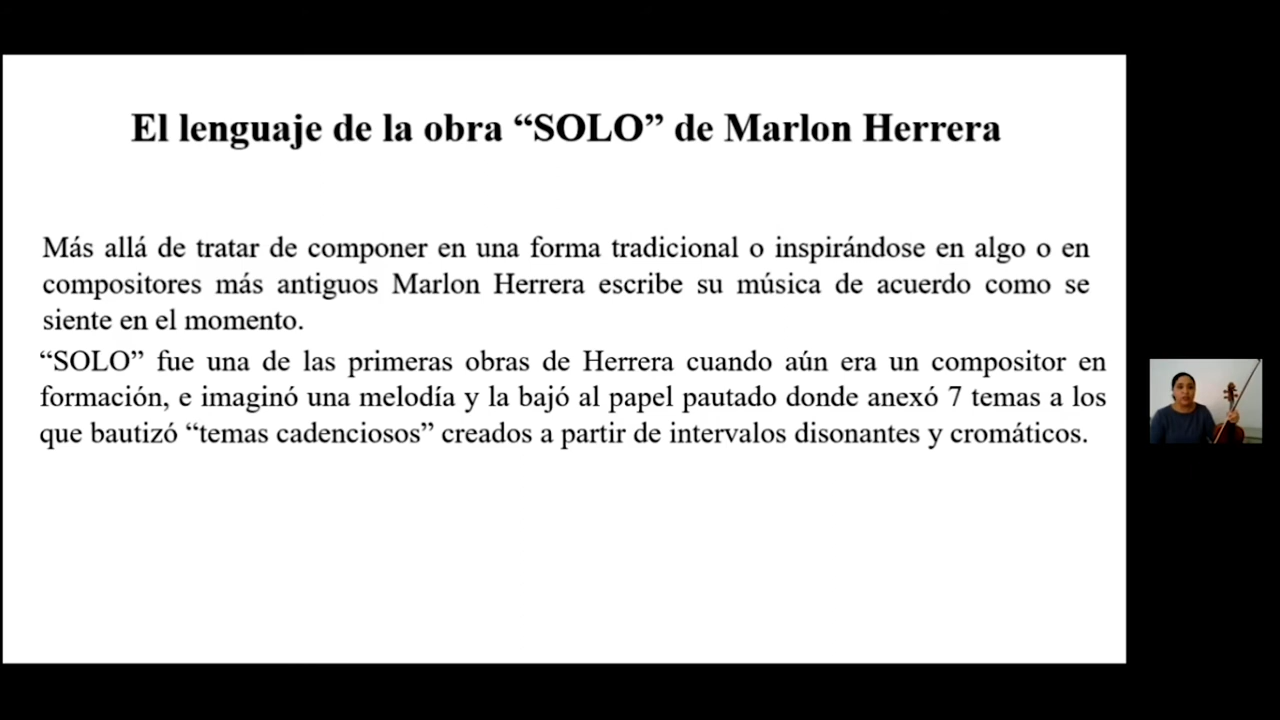 El lenguaje de la obra “SOLO” de Marlon Herrera
Más allá de tratar de componer en una forma tradicional o inspirándose en algo o en
compositores más antiguos Marlon Herrera escribe su música de acuerdo como se
siente en el momento.
“SOLO” fue una de las primeras obras de Herrera cuando aún era un compositor en
formación, e imaginó una melodía y la bajó al papel pautado donde anexó 7 temas a los
que bautizó “temas cadenciosos” creados a partir de intervalos disonantes y cromáticos.